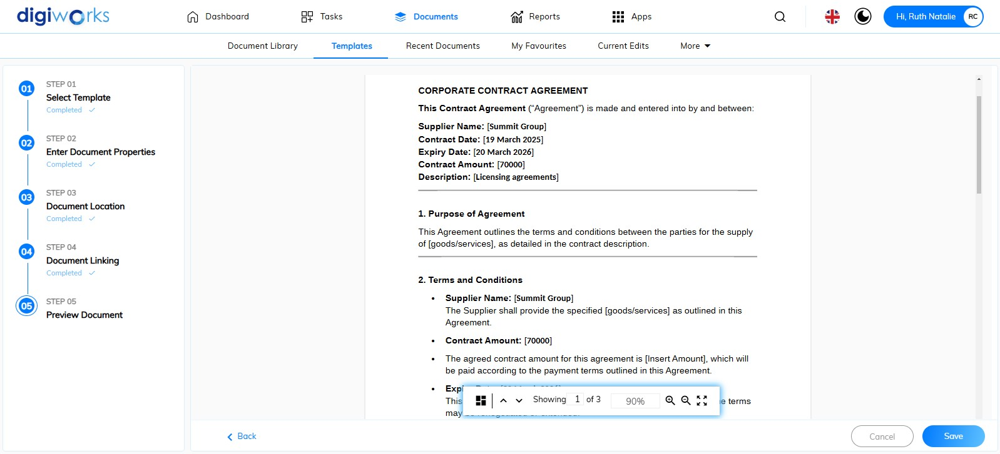 digiworks
Dashboard
Tasks
Documents
Reports
Apps
Hi, Ruth Natalie
RC
Document Library
Templates
Recent Documents
My Favourites
Current Edits
More
01
STEP 01
Select Template
Completed
02
STEP 02
Enter Document Properties
Completed
03
STEP 03
Document Location
Completed
04
STEP 04
Document Linking
Completed
05
STEP 05
Preview Document
CORPORATE CONTRACT AGREEMENT
This Contract Agreement (“Agreement”) is made and entered into by and between:
Supplier Name: [Summit Group]
Contract Date: [19 March 2025]
Expiry Date: [20 March 2026]
Contract Amount: [70000]
Description: [Licensing agreements]
1. Purpose of Agreement
This Agreement outlines the terms and conditions between the parties for the supply
of [goods/services], as detailed in the contract description.
2. Terms and Conditions
• Supplier Name: [Summit Group]
The Supplier shall provide the specified [goods/services] as outlined in this
Agreement.
• Contract Amount: [70000]
• The agreed contract amount for this agreement is [Insert Amount], which will
be paid according to the payment terms outlined in this Agreement.
• Expi
This
e terms
may be renegotiated or extended.
Showing 1 of 3
90%
Back
Cancel
Save